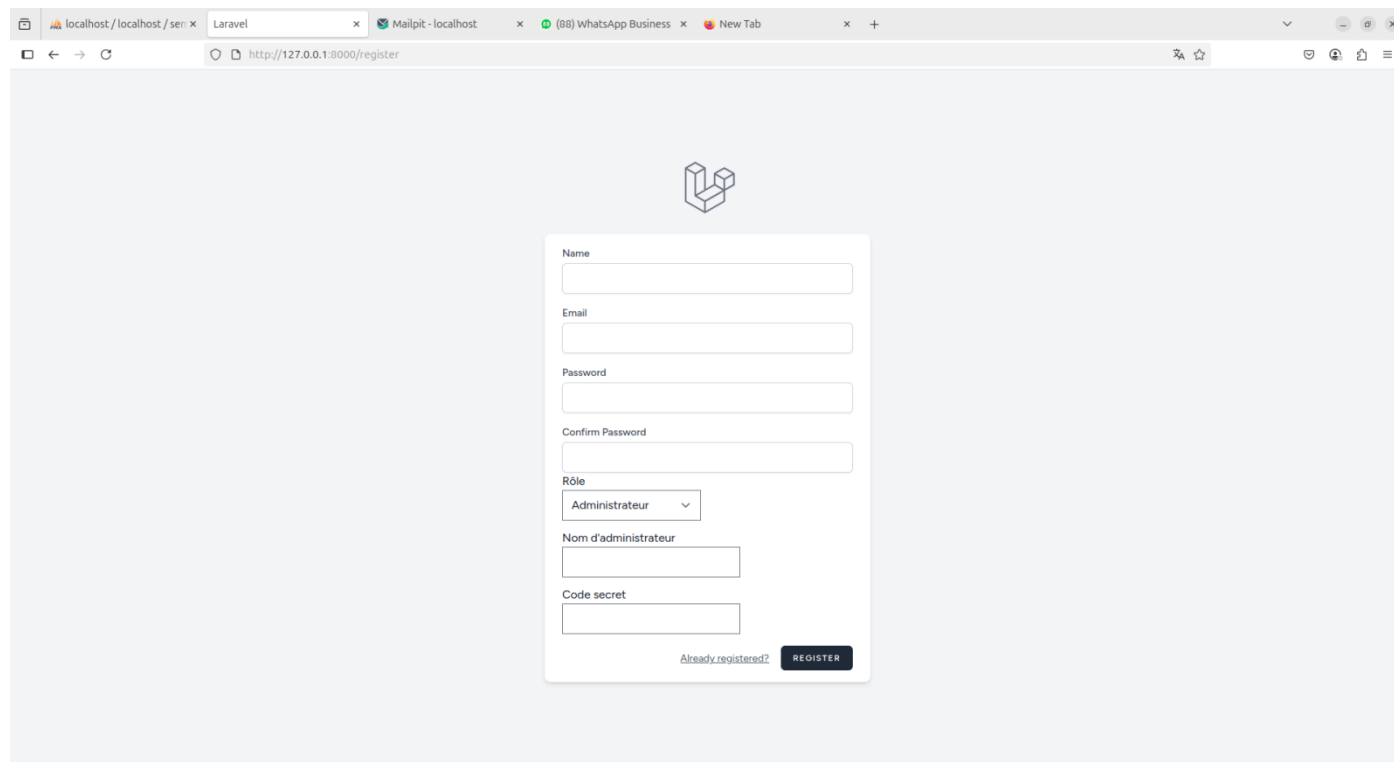 localhost / localhost / sen
Laravel
Mailpit - localhost
(88) WhatsApp Business
New Tab
http://127.0.0.1:8000/register
Name
Email
Password
Confirm Password
Rôle
Administrateur
Nom d'administrateur
Code secret
Already registered? REGISTER